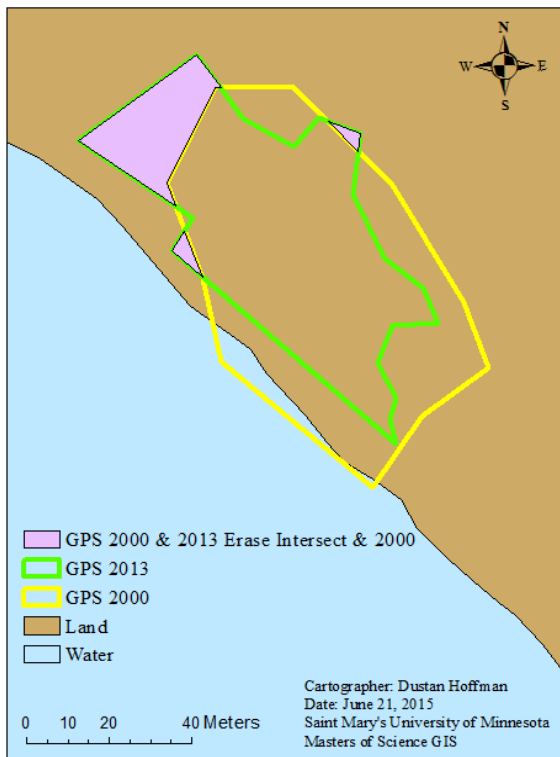 N
W E
S
GPS 2000 & 2013 Erase Intersect & 2000
GPS 2013
GPS 2000
Land
Water
Cartographer: Dustan Hoffman
Date: June 21, 2015
Saint Mary's University of Minnesota
Masters of Science GIS
0 10 20 40 Meters